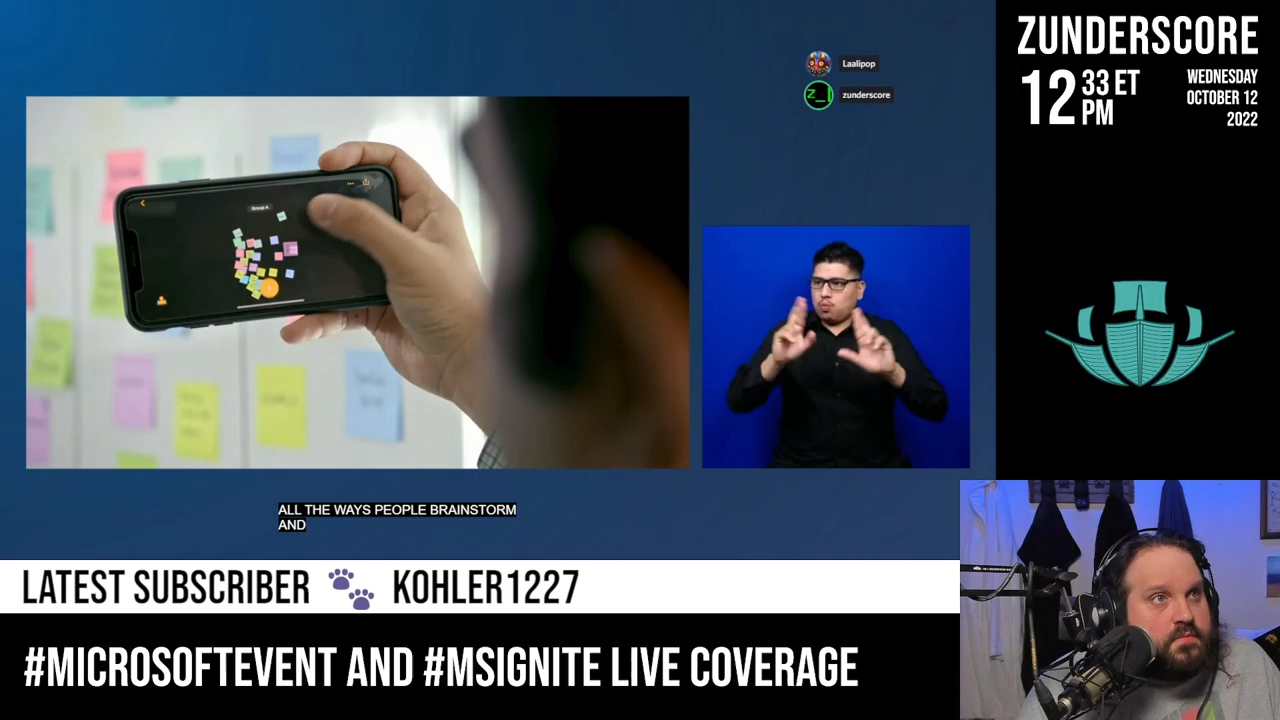 Laalipop
zunderscore
Group A
ALL THE WAYS PEOPLE BRAINSTORM
AND
ZUNDERSCORE
12 33 ET
PM
WEDNESDAY
OCTOBER 12
2022
LATEST SUBSCRIBER KOHLER1227
#MICROSOFTEVENT AND #MSIGNITE LIVE COVERAGE